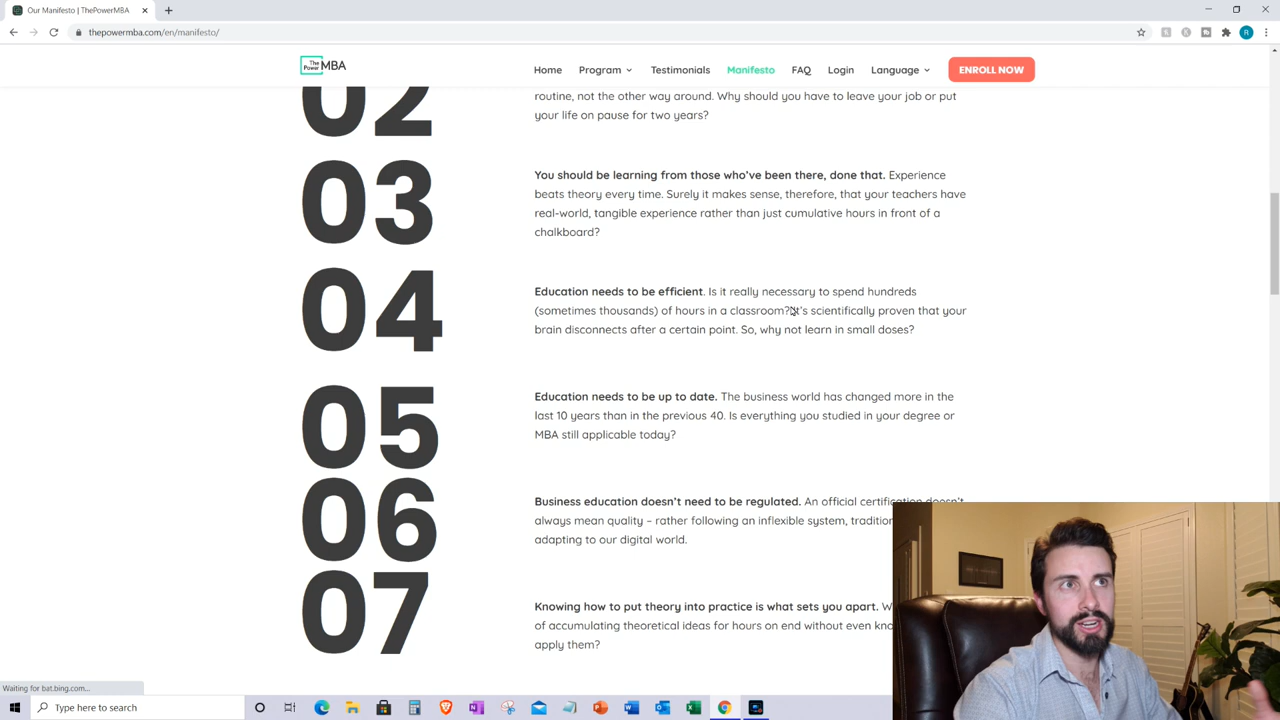 Our Manifesto | ThePowerMBA
thepowermba.com/en/manifesto/
R
The Power MBA
Home
Program
Testimonials
Manifesto
FAQ
Login
Language
ENROLL NOW
02
routine, not the other way around. Why should you have to leave your job or put
your life on pause for two years?
03
You should be learning from those who've been there, done that. Experience
beats theory every time. Surely it makes sense, therefore, that your teachers have
real-world, tangible experience rather than just cumulative hours in front of a
chalkboard?
04
Education needs to be efficient. Is it really necessary to spend hundreds
(sometimes thousands) of hours in a classroom? It's scientifically proven that your
brain disconnects after a certain point. So, why not learn in small doses?
05
Education needs to be up to date. The business world has changed more in the
last 10 years than in the previous 40. Is everything you studied in your degree or
MBA still applicable today?
06
Business education doesn't need to be regulated. An official certification doesn't
always mean quality – rather following an inflexible system,
adapting to our digital world.
07
Knowing how to put theory into practice is what sets you apart.
of accumulating theoretical ideas for hours on end without even
apply them?
Waiting for bat.bing.com...
Type here to search